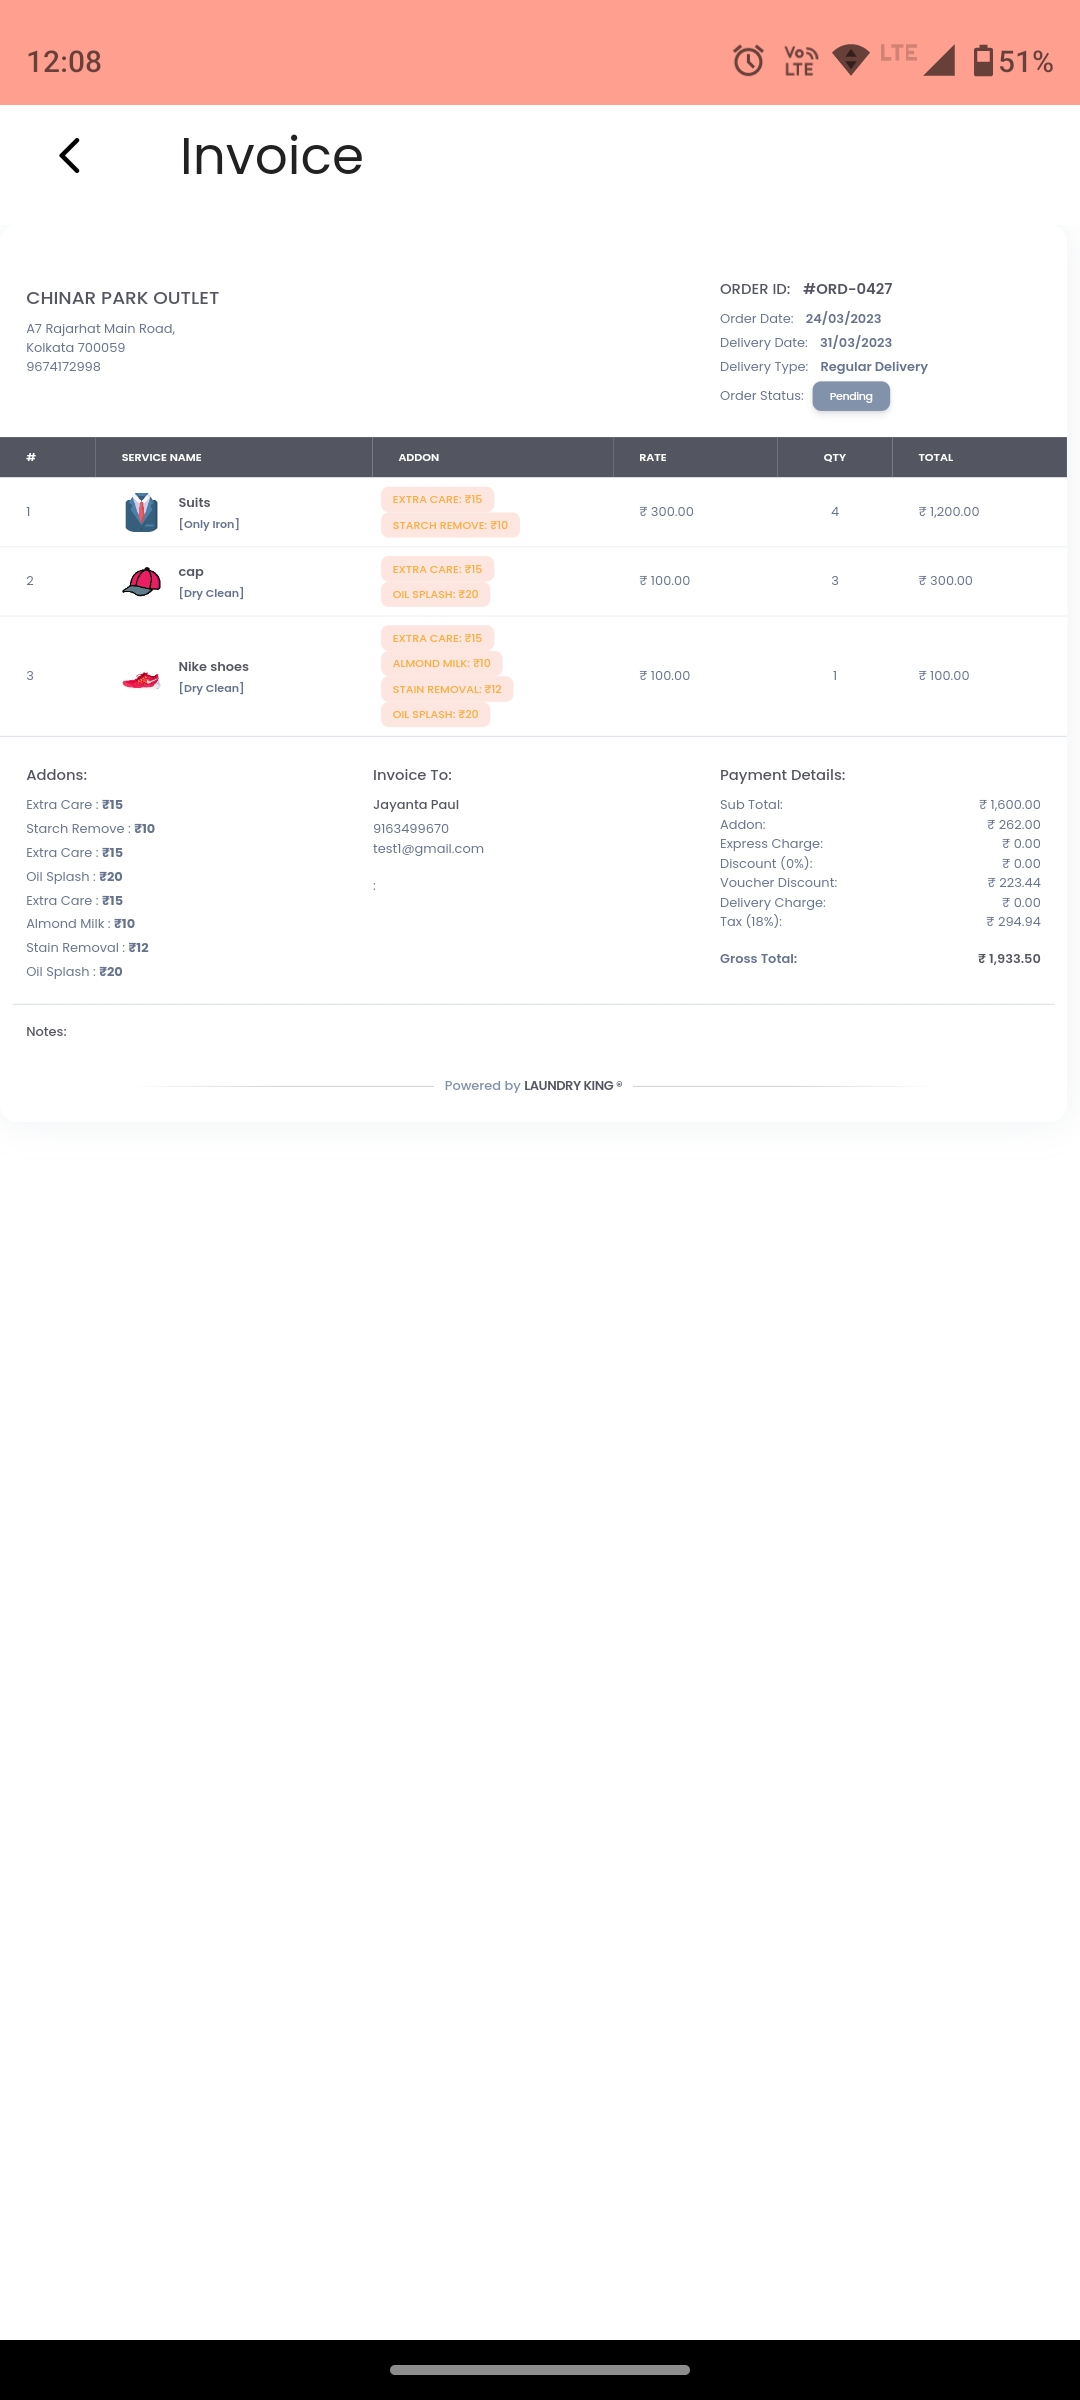 12:08
Vo LTE LTE 51%
Invoice
CHINAR PARK OUTLET
A7 Rajarhat Main Road,
Kolkata 700059
9674172998
ORDER ID: #ORD-0427
Order Date: 24/03/2023
Delivery Date: 31/03/2023
Delivery Type: Regular Delivery
Order Status: Pending
# SERVICE NAME ADDON RATE QTY TOTAL
1 Suits [Only Iron] EXTRA CARE: ₹15 STARCH REMOVE: ₹10 ₹ 300.00 4 ₹ 1,200.00
2 cap [Dry Clean] EXTRA CARE: ₹15 OIL SPLASH: ₹20 ₹ 100.00 3 ₹ 300.00
3 Nike shoes [Dry Clean] EXTRA CARE: ₹15 ALMOND MILK: ₹10 STAIN REMOVAL: ₹12 OIL SPLASH: ₹20 ₹ 100.00 1 ₹ 100.00
Addons:
Extra Care : ₹15
Starch Remove : ₹10
Extra Care : ₹15
Oil Splash : ₹20
Extra Care : ₹15
Almond Milk : ₹10
Stain Removal : ₹12
Oil Splash : ₹20
Invoice To:
Jayanta Paul
9163499670
test1@gmail.com
:
Payment Details:
Sub Total: ₹ 1,600.00
Addon: ₹ 262.00
Express Charge: ₹ 0.00
Discount (0%): ₹ 0.00
Voucher Discount: ₹ 223.44
Delivery Charge: ₹ 0.00
Tax (18%): ₹ 294.94
Gross Total: ₹ 1,933.50
Notes:
Powered by LAUNDRY KING ®